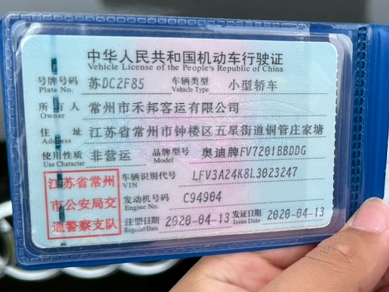 中华人民共和国机动车行驶证
Vehicle License of the People's Republic of China
号牌号码 苏DC2F85 车辆类型 小型轿车
Plate No. Vehicle Type
所有人 常州市禾邦客运有限公司
Owner
住址 江苏省常州市钟楼区五星街道钢管庄家塘
Address
使用性质 非营运 品牌型号 奥迪牌FV7201BBDDG
Use Character Model
江苏省常州
市公安局交
通警察支队
车辆识别代号 LFV3A24K8L3023247
VIN
发动机号码 C94904
Engine No.
注册日期 2020-04-13 发证日期 2020-04-13
Register Date Issue Date